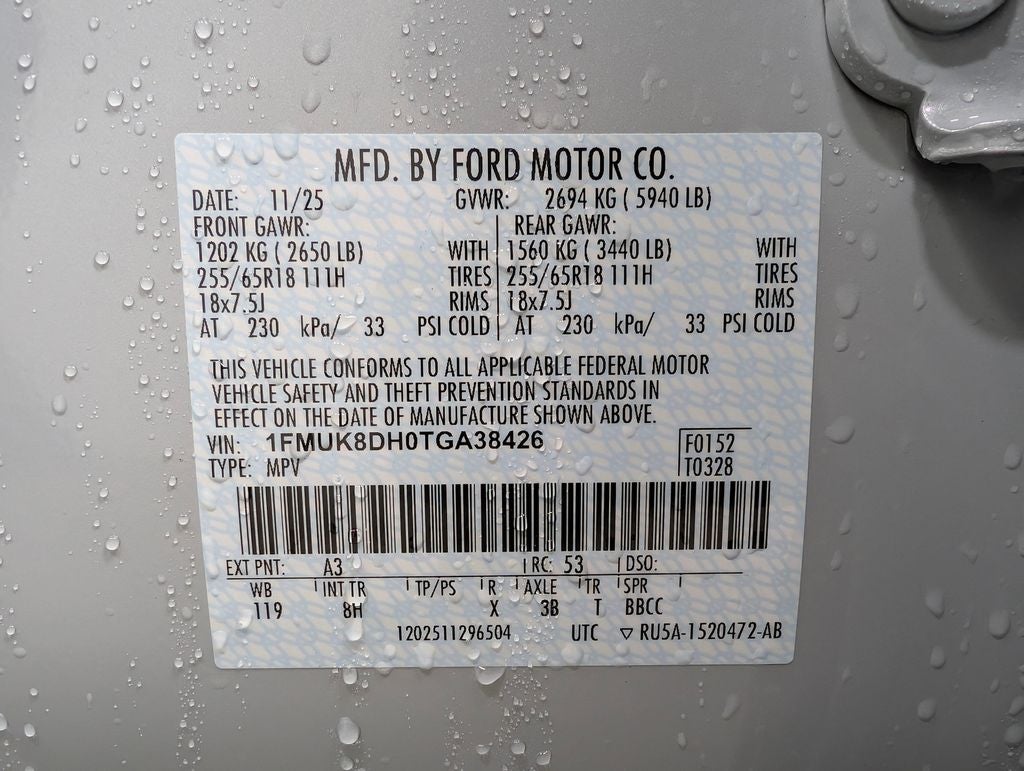 MFD. BY FORD MOTOR CO.
DATE: 11/25 GVWR: 2694 KG ( 5940 LB)
FRONT GAWR: REAR GAWR:
1202 KG ( 2650 LB) WITH 1560 KG ( 3440 LB) WITH
255/65R18 111H TIRES 255/65R18 111H TIRES
18x7.5J RIMS 18x7.5J RIMS
AT 230 kPa/ 33 PSI COLD AT 230 kPa/ 33 PSI COLD
THIS VEHICLE CONFORMS TO ALL APPLICABLE FEDERAL MOTOR
VEHICLE SAFETY AND THEFT PREVENTION STANDARDS IN
EFFECT ON THE DATE OF MANUFACTURE SHOWN ABOVE.
VIN: 1FMUK8DH0TGA38426 F0152
TYPE: MPV T0328
EXT PNT: A3 RC: 53 DSO:
WB INT TR TP/PS R AXLE TR SPR
119 8H X 3B T BBCC
1202511296504 UTC ▽ RU5A-1520472-AB